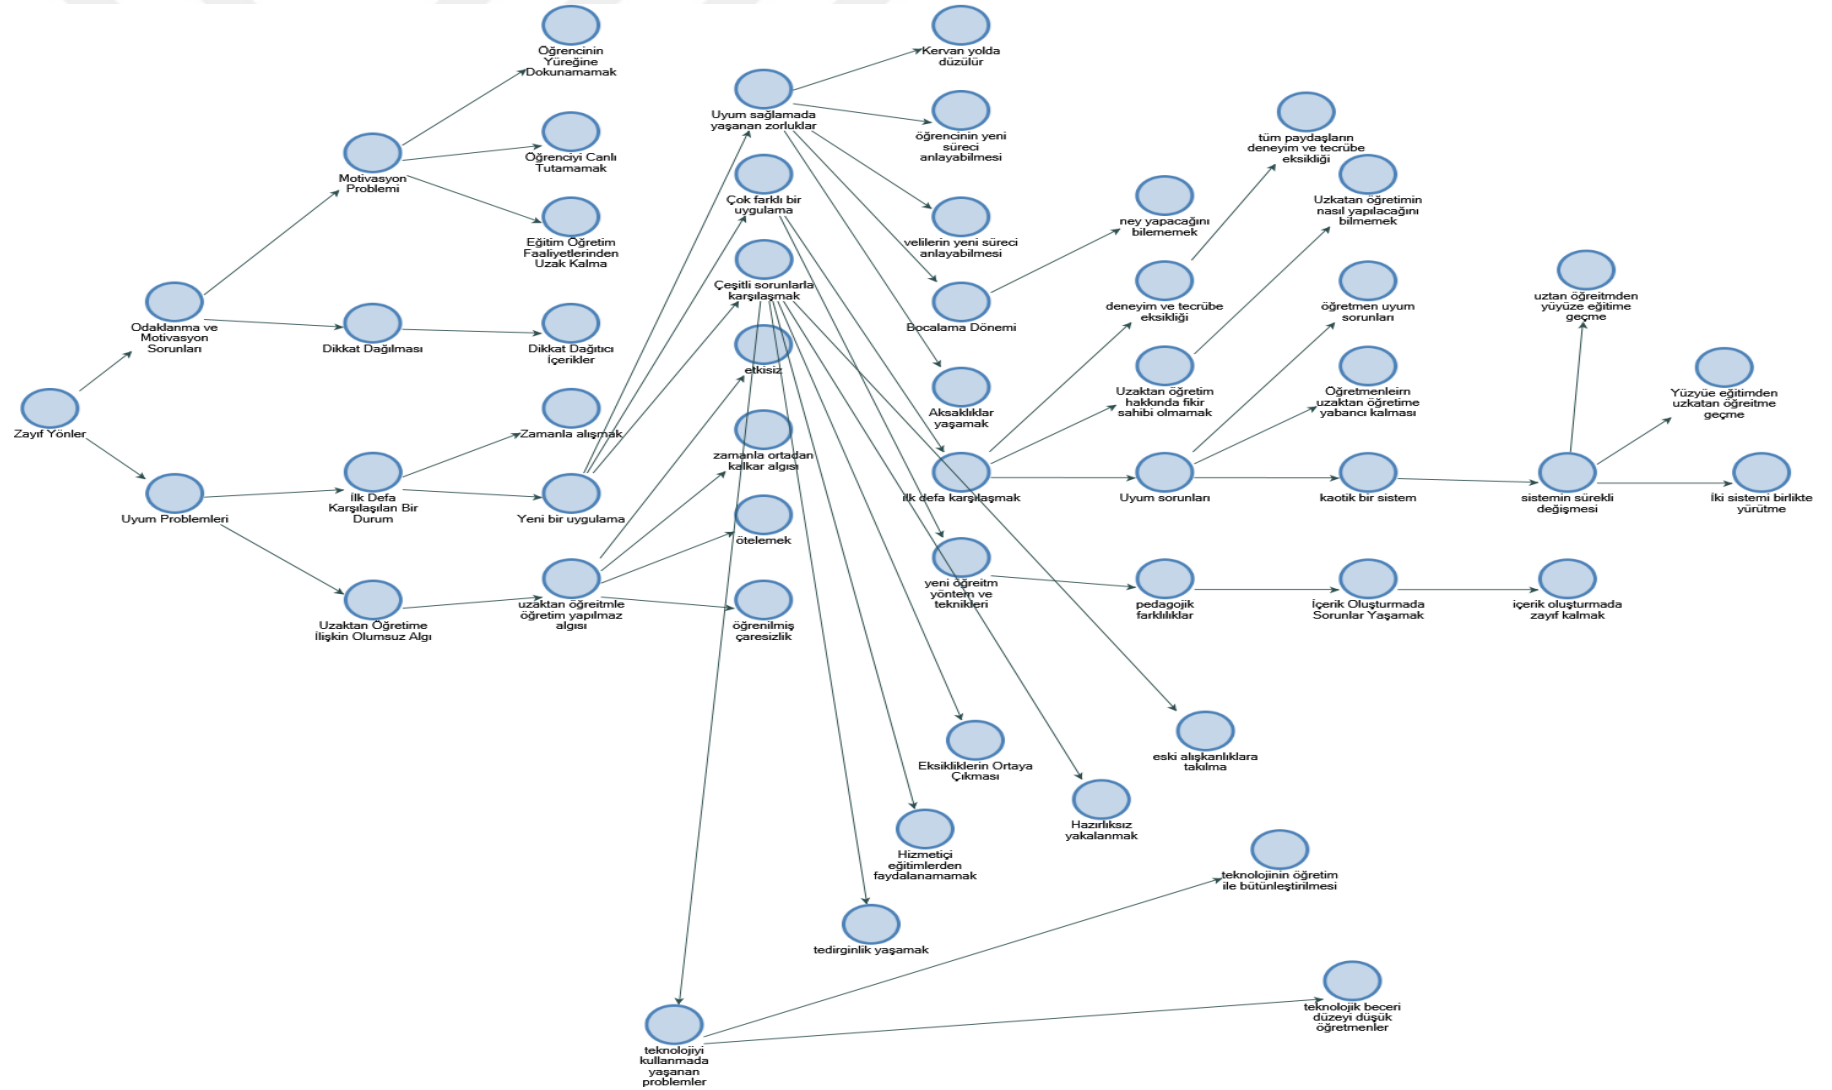 Öğrencinin
Yüreğine
Dokunamamak
Öğrenciyi Canlı
Tutamamak
Motivasyon
Problemi
Eğitim Öğretim
Faaliyetlerinden
Uzak Kalma
Odaklanma ve
Motivasyon
Sorunları
Dikkat Dağılması
Dikkat Dağıtıcı
İçerikler
Zayıf Yönler
Zamanla alışmak
Uyum Problemleri
İlk Defa
Karşılaşılan Bir
Durum
Yeni bir uygulama
Uzaktan Öğretime
İlişkin Olumsuz Algı
uzaktan öğreitmle
öğretim yapılmaz
algısı
Uyum sağlamada
yaşanan zorluklar
Çok farklı bir
uygulama
Çeşitli sorunlarla
karşılaşmak
etkisiz
zamanla ortadan
kalkar algısı
ötelemek
öğrenilmiş
çaresizlik
Kervan yolda
düzülür
öğrencinin yeni
süreci
anlayabilmesi
velilerin yeni süreci
anlayabilmesi
Bocalama Dönemi
Aksaklıklar
yaşamak
ilk defa karşılaşmak
yeni öğreitm
yöntem ve
teknikleri
ney yapacağını
bilememek
deneyim ve tecrübe
eksikliği
Uzaktan öğretim
hakkında fikir
sahibi olmamak
Uyum sorunları
pedagojik
farklılıklar
tüm paydaşların
deneyim ve tecrübe
eksikliği
Uzkatan öğretimin
nasıl yapılacağını
bilmemek
öğretmen uyum
sorunları
Öğretmenleirn
uzaktan öğretime
yabancı kalması
kaotik bir sistem
İçerik Oluşturmada
Sorunlar Yaşamak
uztan öğreitmden
yüyüze eğitime
geçme
Yüzyüe eğitimden
uzkatan öğreitme
geçme
sistemin sürekli
değişmesi
İki sistemi birlikte
yürütme
içerik oluşturmada
zayıf kalmak
eski alışkanlıklara
takılma
Eksikliklerin Ortaya
Çıkması
Hazırlıksız
yakalanmak
Hizmetiçi
eğitimlerden
faydalanamamak
tedirginlik yaşamak
teknolojinin öğretim
ile bütünleştirilmesi
teknolojik beceri
düzeyi düşük
öğretmenler
teknolojiyi
kullanmada
yaşanan
problemler